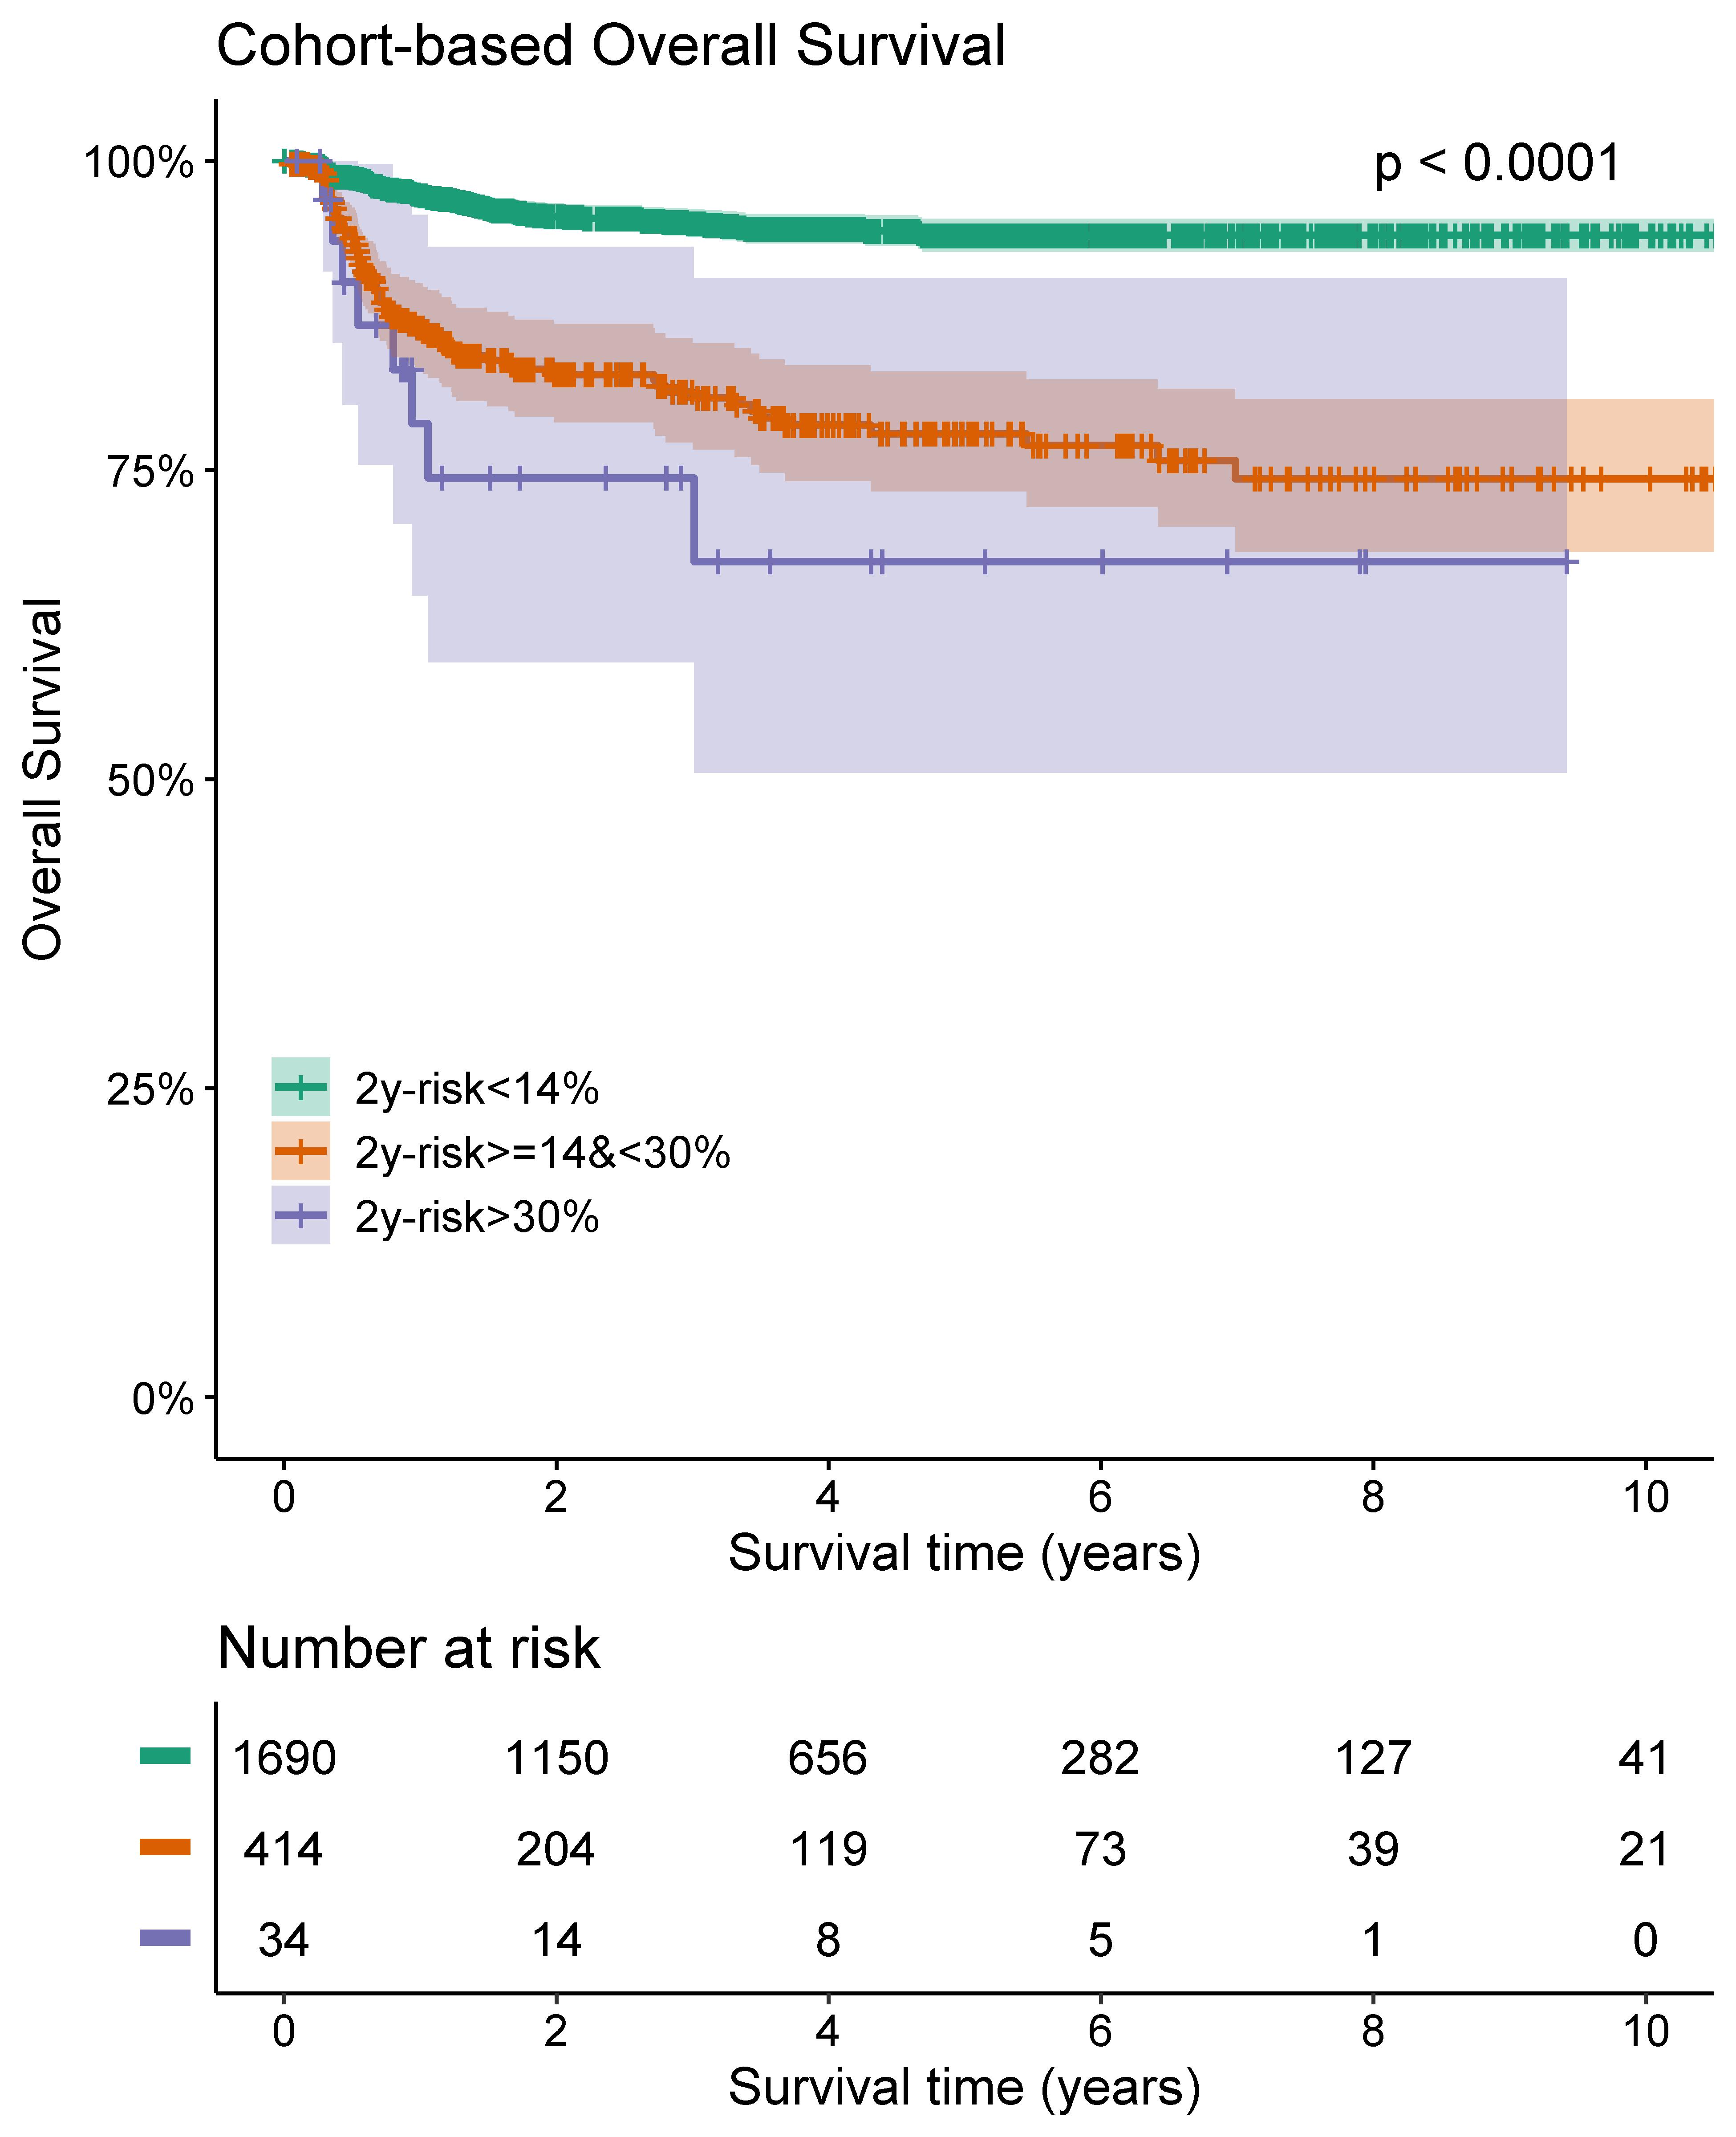 Cohort-based Overall Survival
p < 0.0001
100%
75%
50%
25%
0%
Overall Survival
2y-risk<14%
2y-risk>=14&<30%
2y-risk>30%
0 2 4 6 8 10
Survival time (years)
Number at risk
1690 1150 656 282 127 41
414 204 119 73 39 21
34 14 8 5 1 0
0 2 4 6 8 10
Survival time (years)